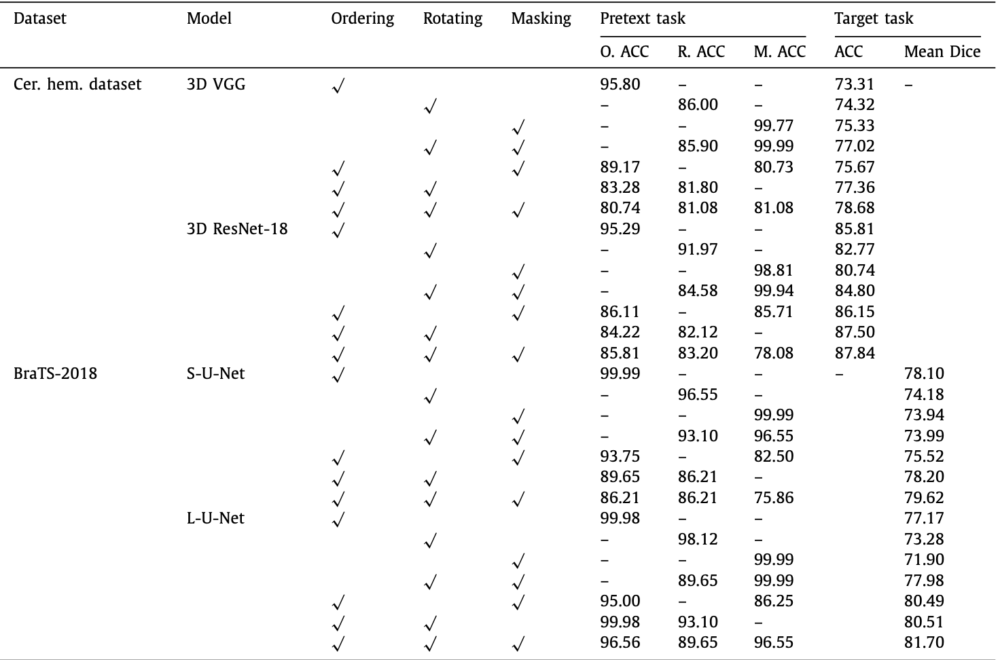 Dataset Model Ordering Rotating Masking Pretext task Target task
O. ACC R. ACC M. ACC ACC Mean Dice
Cer. hem. dataset 3D VGG √ 95.80 – – 73.31 –
√ – 86.00 – 74.32
√ – – 99.77 75.33
√ √ – 85.90 99.99 77.02
√ √ 89.17 – 80.73 75.67
√ √ 83.28 81.80 – 77.36
√ √ √ 80.74 81.08 81.08 78.68
3D ResNet-18 √ 95.29 – – 85.81
√ – 91.97 – 82.77
√ – – 98.81 80.74
√ √ – 84.58 99.94 84.80
√ √ 86.11 – 85.71 86.15
√ √ 84.22 82.12 – 87.50
√ √ √ 85.81 83.20 78.08 87.84
BraTS-2018 S-U-Net √ 99.99 – – – 78.10
√ – 96.55 – 74.18
√ – – 99.99 73.94
√ √ – 93.10 96.55 73.99
√ √ 93.75 – 82.50 75.52
√ √ 89.65 86.21 – 78.20
√ √ √ 86.21 86.21 75.86 79.62
L-U-Net √ 99.98 – – 77.17
√ – 98.12 – 73.28
√ – – 99.99 71.90
√ √ – 89.65 99.99 77.98
√ √ 95.00 – 86.25 80.49
√ √ 99.98 93.10 – 80.51
√ √ √ 96.56 89.65 96.55 81.70